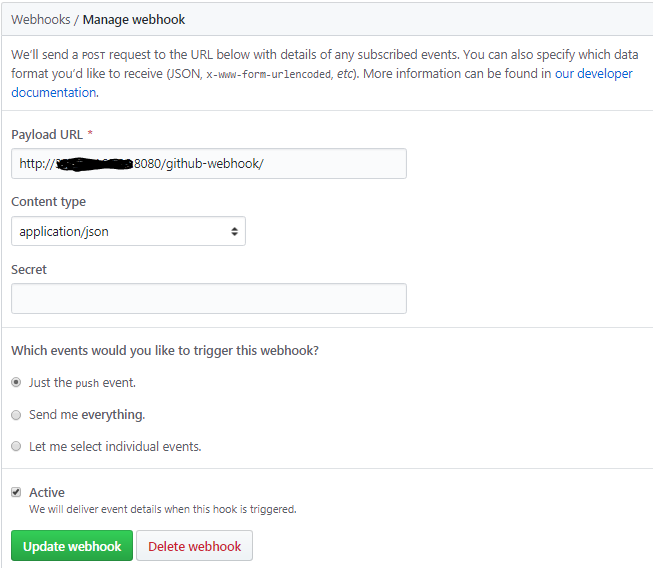 Webhooks / Manage webhook
We'll send a POST request to the URL below with details of any subscribed events. You can also specify which data
format you'd like to receive (JSON, x-www-form-urlencoded, etc). More information can be found in our developer
documentation.
Payload URL *
http:// 8080/github-webhook/
Content type
application/json
Secret
Which events would you like to trigger this webhook?
Just the push event.
Send me everything.
Let me select individual events.
Active
We will deliver event details when this hook is triggered.
Update webhook
Delete webhook